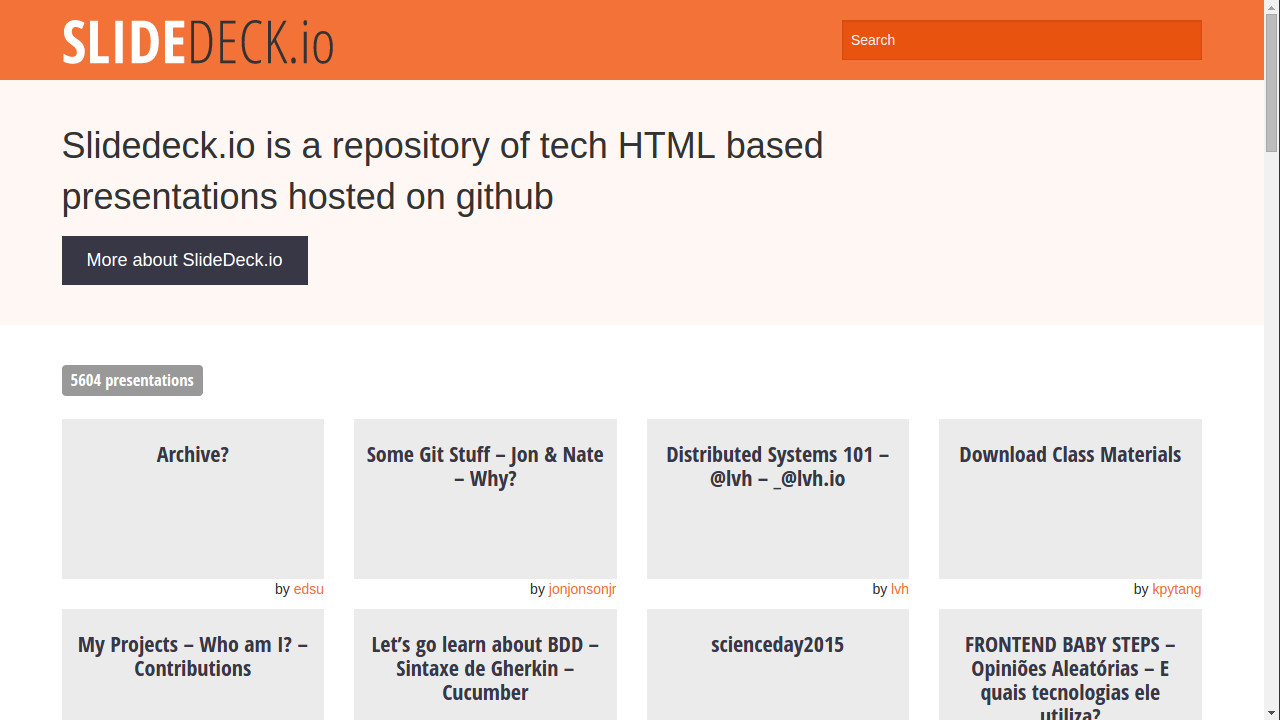 SLIDEDECK.io
Search
Slidedeck.io is a repository of tech HTML based
presentations hosted on github
More about SlideDeck.io
5604 presentations
Archive?
by edsu
Some Git Stuff – Jon & Nate
– Why?
by jonjonsonjr
Distributed Systems 101 –
@lvh – _@lvh.io
by lvh
Download Class Materials
by kpytang
My Projects – Who am I? –
Contributions
Let’s go learn about BDD –
Sintaxe de Gherkin –
Cucumber
scienceday2015
FRONTEND BABY STEPS –
Opiniões Aleatórias – E
quais tecnologias ele
utiliza?